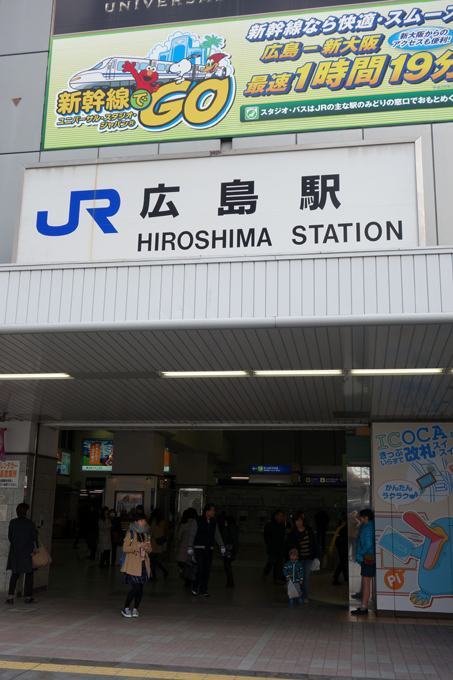 UNIVERSAL
新幹線なら快適・スムー
広島ー新大阪
新大阪からの
アクセスも便利!
最速1時間19分
新幹線で
GO
ユニバーサル・スタジオ・
ジャパンへ
スタジオ・パスはJRの主な駅のみどりの窓口でおもとめく
JR 広島駅
HIROSHIMA STATION
ICOCA
きっぷ
いらずで
改札
スイ
スイ
かんたん
ラクラク